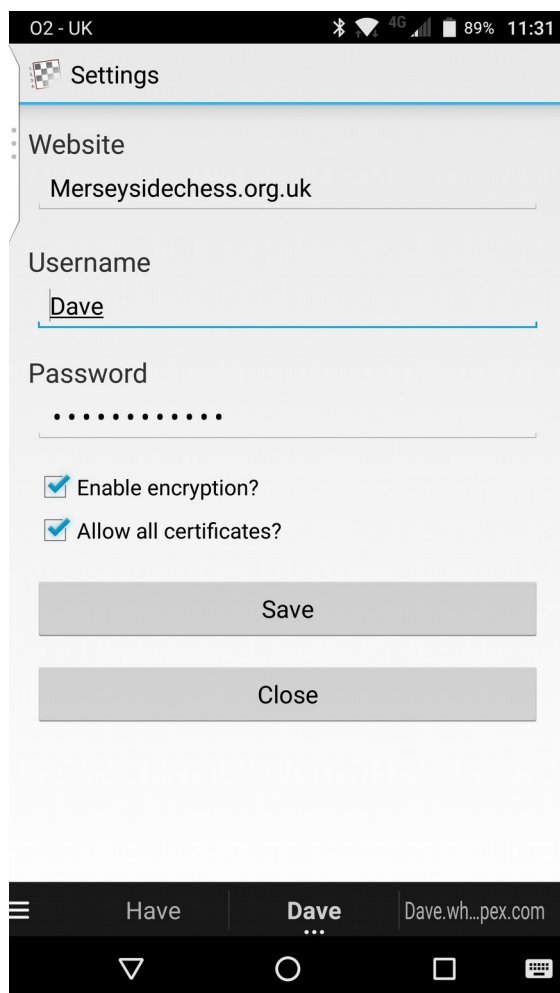 O2 - UK 4G 89% 11:31
Settings
Website
Merseysidechess.org.uk
Username
Dave
Password
Enable encryption?
Allow all certificates?
Save
Close
Have Dave Dave.wh...pex.com